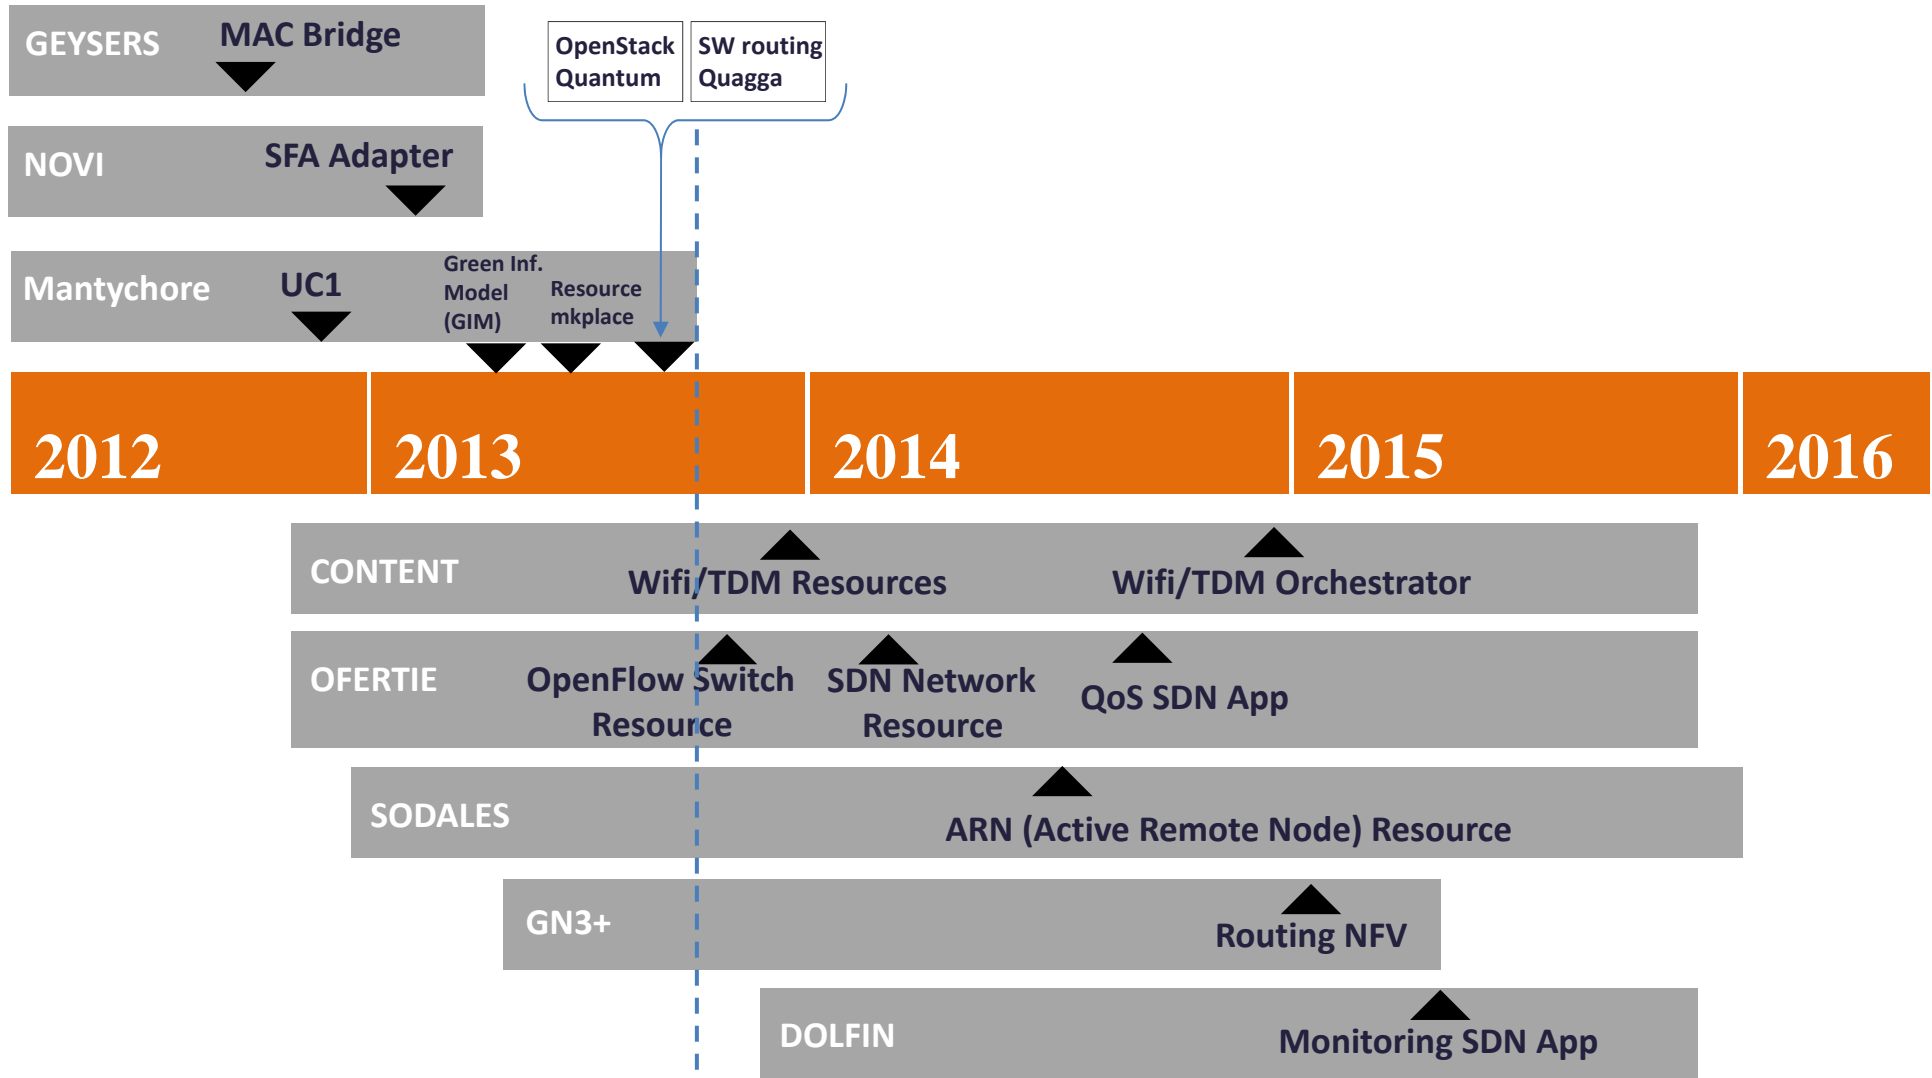 GEYSERS
MAC Bridge
OpenStack
Quantum
SW routing
Quagga
NOVI
SFA Adapter
Mantychore
UC1
Green Inf.
Model
(GIM)
Resource
mkplace
2012
2013
2014
2015
2016
CONTENT
Wifi/TDM Resources
Wifi/TDM Orchestrator
OFERTIE
OpenFlow Switch
Resource
SDN Network
Resource
QoS SDN App
SODALES
ARN (Active Remote Node) Resource
GN3+
Routing NFV
DOLFIN
Monitoring SDN App